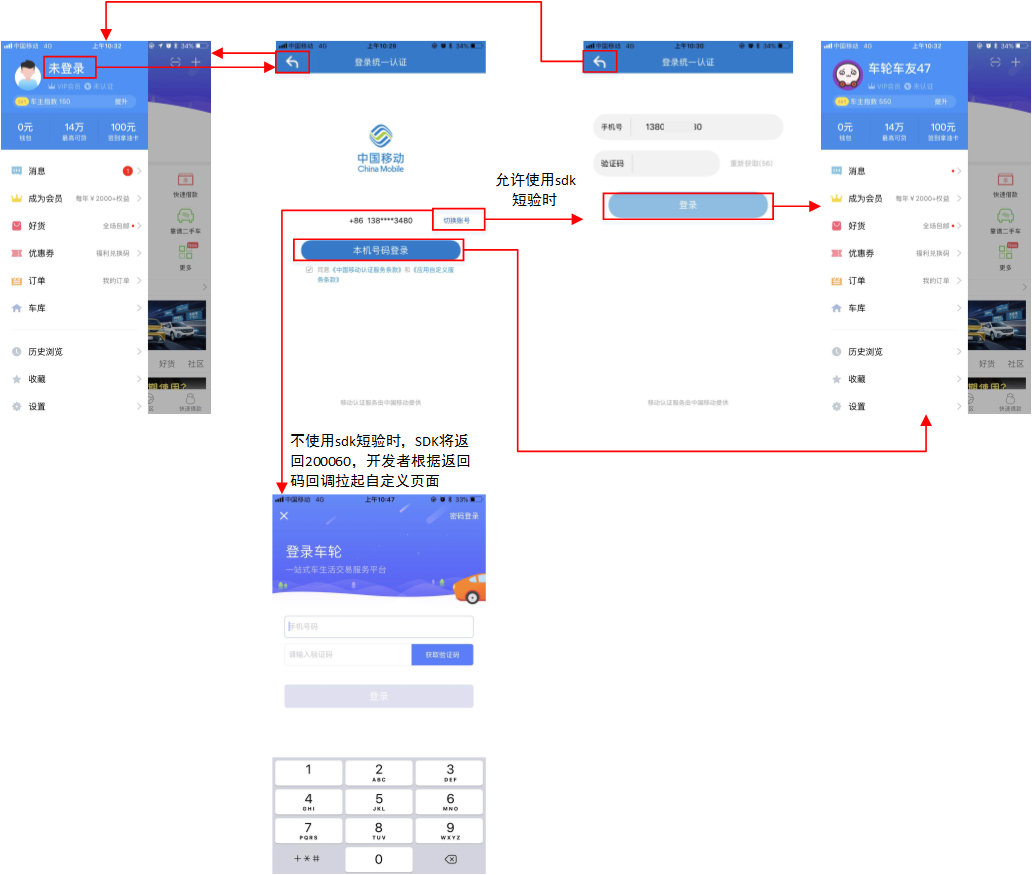 中国移动 4G 上午10:32 34%
未登录
VIP会员 未认证
车主指数 150 提升
0元 14万 100元
钱包 最高可贷 签到拿油卡
消息 1
成为会员 每年￥2000+权益
好货 全场包邮
优惠券 福利兑换码
订单 我的订单
车库
历史浏览
收藏
设置
快速借款
靠谱二手车
更多
好货 社区
期使用?
快速借款
中国移动 4G 上午10:29 34%
登录统一认证
中国移动
China Mobile
+86 138****3480 切换账号
本机号码登录
同意《中国移动认证服务条款》和《应用自定义服
务条款》
移动认证服务由中国移动提供
允许使用sdk
短验时
中国移动 4G 上午10:30 34%
登录统一认证
手机号 1380 80
验证码 重新获取(56)
登录
移动认证服务由中国移动提供
中国移动 4G 上午10:32 34%
车轮车友47
VIP会员 未认证
车主指数 550 提升
0元 14万 100元
钱包 最高可贷 签到拿油卡
消息
成为会员 每年￥2000+权益
好货 全场包邮
优惠券 福利兑换码
订单 我的订单
车库
历史浏览
收藏
设置
快速借款
靠谱二手车
更多
好货 社区
期使用?
快速借款
不使用sdk短验时，SDK将返
回200060，开发者根据返回
码回调拉起自定义页面
中国移动 4G 上午10:47 33%
密码登录
登录车轮
一站式车生活交易服务平台
手机号码
请输入验证码 获取验证码
登录
1 2 3
ABC DEF
4 5 6
GHI JKL MNO
7 8 9
PQRS TUV WXYZ
+*# 0